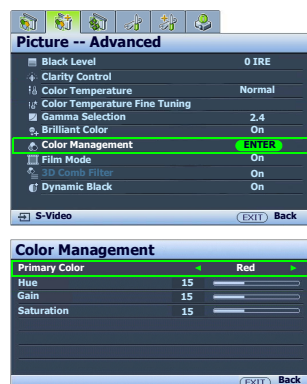 Picture -- Advanced
Black Level 0 IRE
Clarity Control
Color Temperature Normal
Color Temperature Fine Tuning
Gamma Selection 2.4
Brilliant Color On
Color Management ENTER
Film Mode On
3D Comb Filter On
Dynamic Black On
S-Video EXIT Back
Color Management
Primary Color Red
Hue 15
Gain 15
Saturation 15
EXIT Back